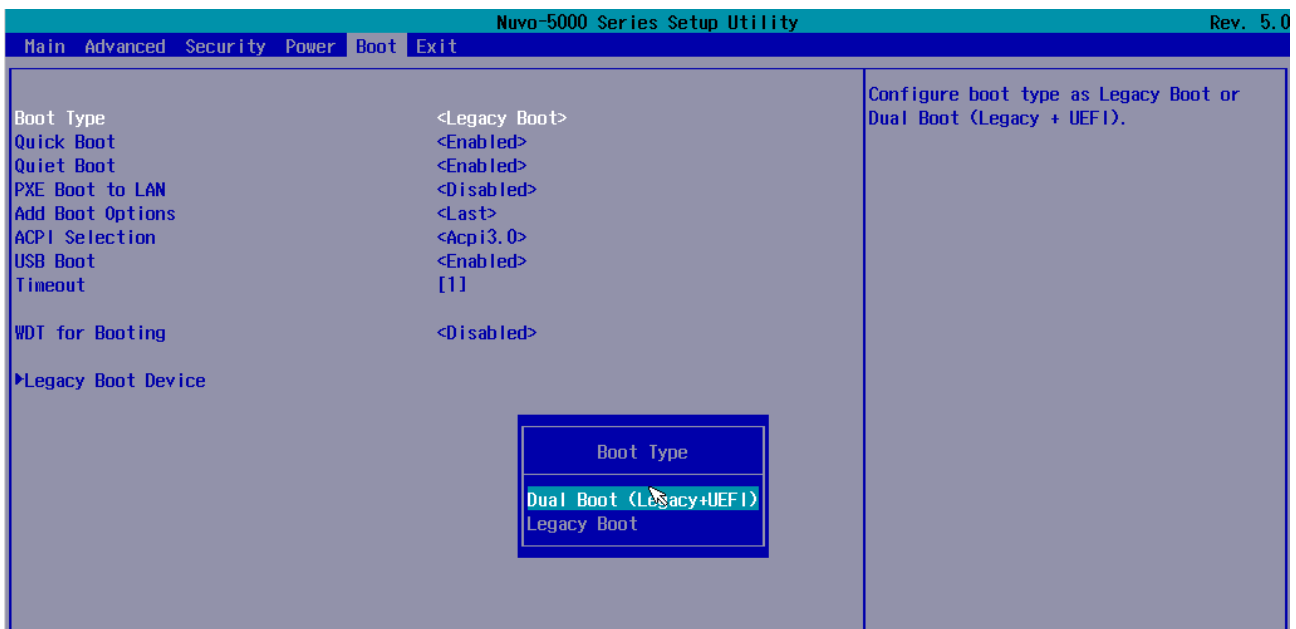 Nuvo-5000 Series Setup Utility Rev. 5.0
Main Advanced Security Power Boot Exit
Configure boot type as Legacy Boot or
Dual Boot (Legacy + UEFI).
Boot Type <Legacy Boot>
Quick Boot <Enabled>
Quiet Boot <Enabled>
PXE Boot to LAN <Disabled>
Add Boot Options <Last>
ACPI Selection <Acpi3.0>
USB Boot <Enabled>
Timeout [1]
WDT for Booting <Disabled>
Legacy Boot Device
Boot Type
Dual Boot (Legacy+UEFI)
Legacy Boot